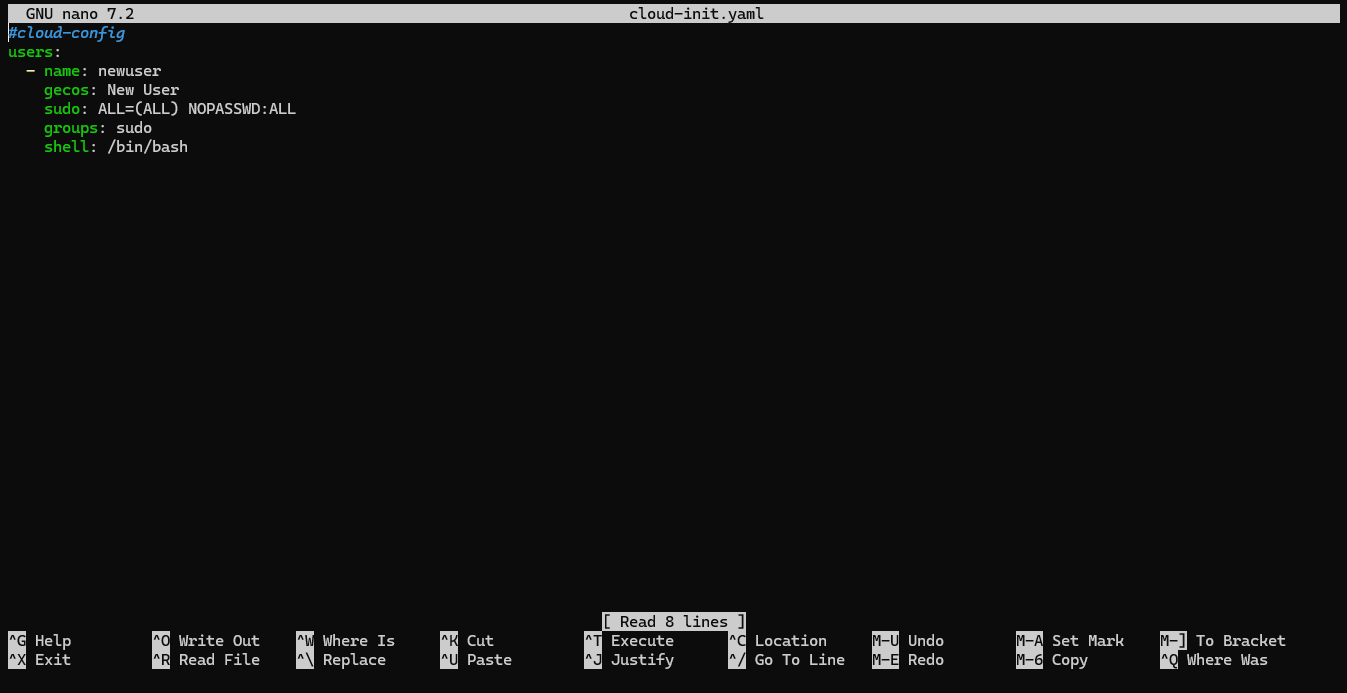 GNU nano 7.2 cloud-init.yaml
#cloud-config
users:
  - name: newuser
    gecos: New User
    sudo: ALL=(ALL) NOPASSWD:ALL
    groups: sudo
    shell: /bin/bash
[ Read 8 lines ]
^G Help ^O Write Out ^W Where Is ^K Cut ^T Execute ^C Location M-U Undo M-A Set Mark M-] To Bracket
^X Exit ^R Read File ^\ Replace ^U Paste ^J Justify ^/ Go To Line M-E Redo M-6 Copy ^Q Where Was